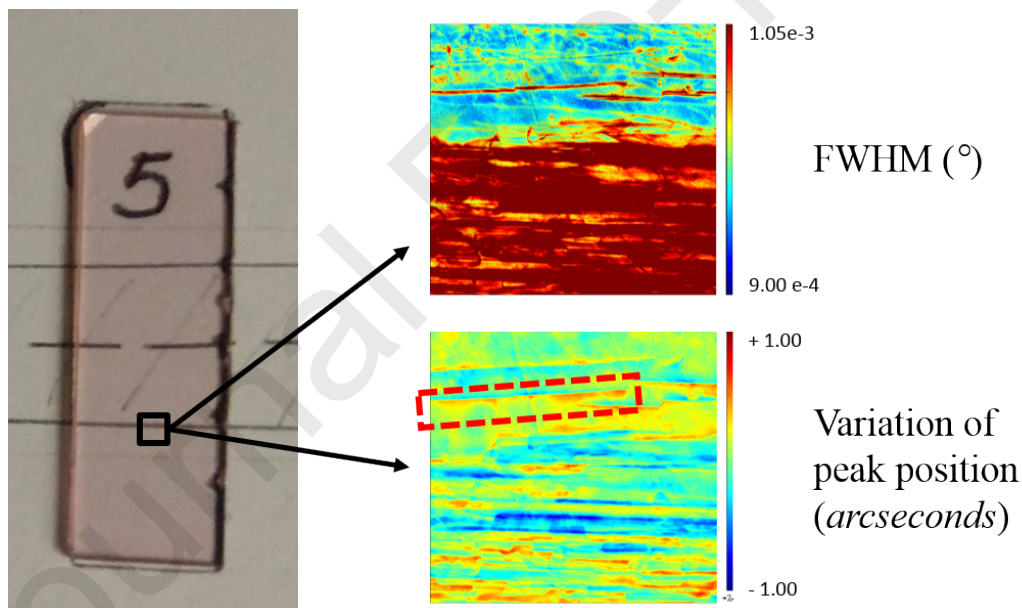 5
1.05e-3
FWHM (°)
9.00 e-4
+ 1.00
Variation of
peak position
(arcseconds)
- 1.00